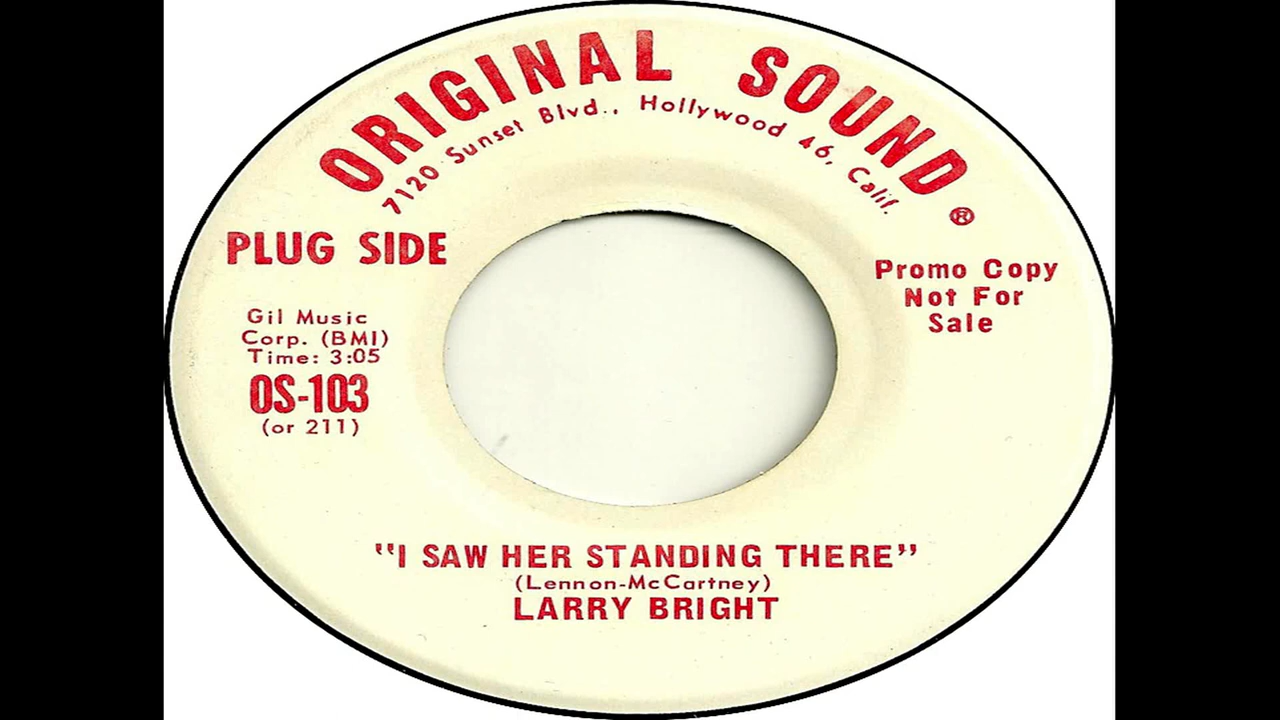 ORIGINAL SOUND ®
7120 Sunset Blvd., Hollywood 46, Calif.
PLUG SIDE
Gil Music
Corp. (BMI)
Time: 3:05
OS-103
(or 211)
Promo Copy
Not For
Sale
"I SAW HER STANDING THERE"
(Lennon-McCartney)
LARRY BRIGHT